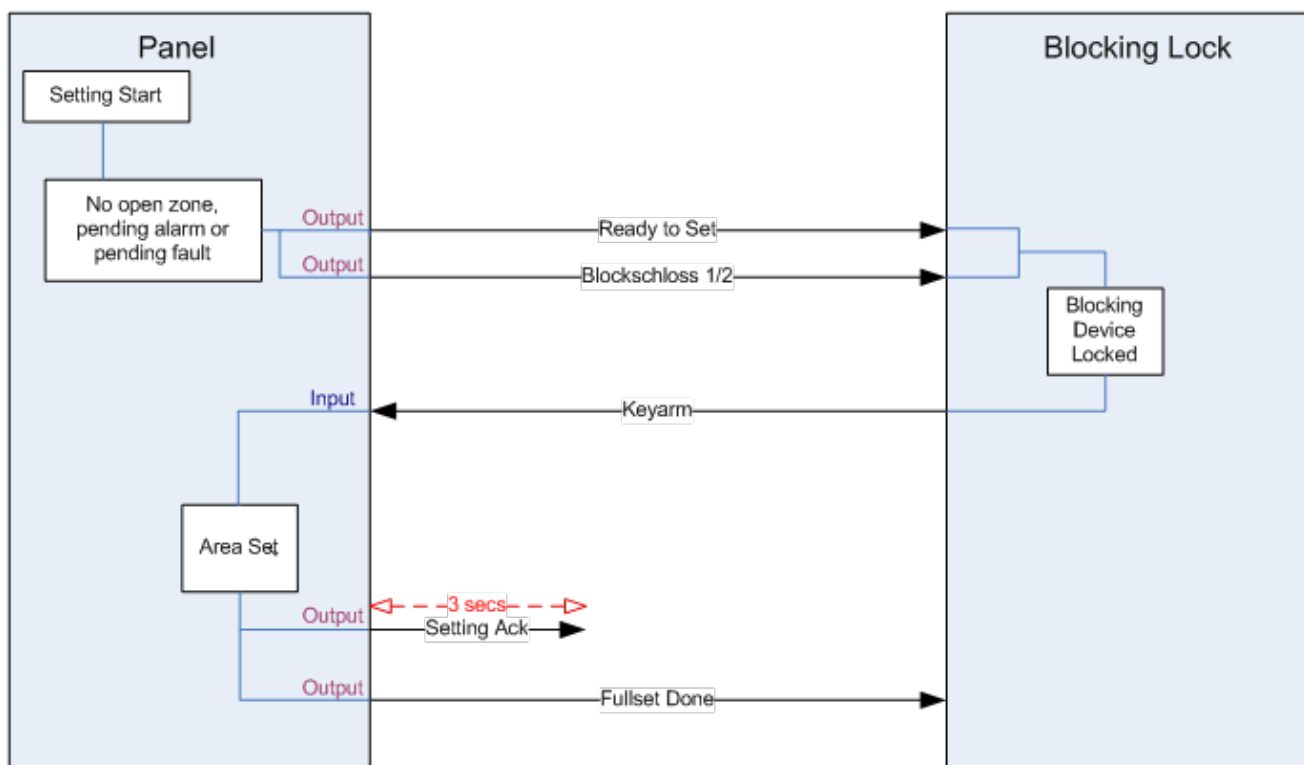 Panel
Blocking Lock
Setting Start
No open zone,
pending alarm or
pending fault
Output
Ready to Set
Output
Blockschloss 1/2
Blocking
Device
Locked
Input
Keyarm
Area Set
3 secs
Output
Setting Ack
Output
Fullset Done